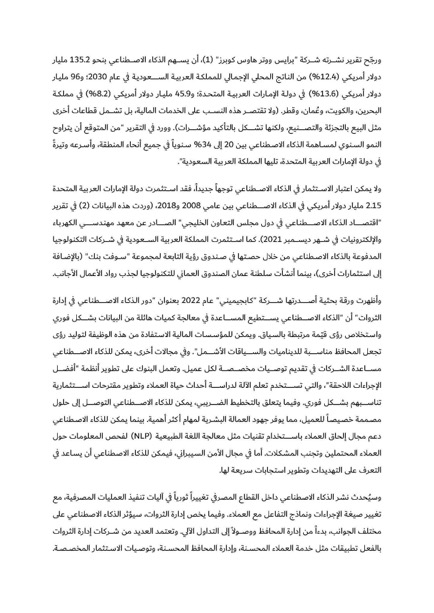 ورجّح تقرير نشرته شركة "برايس ووتر هاوس كوبرز" (1)، أن يسهم الذكاء الاصطناعي بنحو 135.2 مليار
دولار أمريكي (12.4%) من الناتج المحلي الإجمالي للمملكة العربية السعودية في عام 2030؛ و96 مليار
دولار أمريكي (13.6%) في دولة الإمارات العربية المتحدة؛ و45.9 مليار دولار أمريكي (8.2%) في مملكة
البحرين، والكويت، وعُمان، وقطر. (ولا تقتصر هذه النسب على الخدمات المالية، بل تشمل قطاعات أخرى
مثل البيع بالتجزئة والتصنيع، ولكنها تشكل بالتأكيد مؤشرات). وورد في التقرير "من المتوقع أن يتراوح
النمو السنوي لمساهمة الذكاء الاصطناعي بين 20 إلى 34% سنوياً في جميع أنحاء المنطقة، وأسرعه وتيرةً
في دولة الإمارات العربية المتحدة، تليها المملكة العربية السعودية".
ولا يمكن اعتبار الاستثمار في الذكاء الاصطناعي توجهاً جديداً، فقد استثمرت دولة الإمارات العربية المتحدة
2.15 مليار دولار أمريكي في الذكاء الاصطناعي بين عامي 2008 و2018، (وردت هذه البيانات (2) في تقرير
"اقتصاد الذكاء الاصطناعي في دول مجلس التعاون الخليجي" الصادر عن معهد مهندسي الكهرباء
والإلكترونيات في شهر ديسمبر 2021). كما استثمرت المملكة العربية السعودية في شركات التكنولوجيا
المدفوعة بالذكاء الاصطناعي من خلال حصتها في صندوق رؤية التابعة لمجموعة "سوفت بنك" (بالإضافة
إلى استثمارات أخرى)، بينما أنشأت سلطنة عمان الصندوق العماني للتكنولوجيا لجذب رواد الأعمال الأجانب.
وأظهرت ورقة بحثية أصدرتها شركة "كابجيميني" عام 2022 بعنوان "دور الذكاء الاصطناعي في إدارة
الثروات" أن "الذكاء الاصطناعي يستطيع المساعدة في معالجة كميات هائلة من البيانات بشكل فوري
واستخلاص رؤى قيّمة مرتبطة بالسياق. ويمكن للمؤسسات المالية الاستفادة من هذه الوظيفة لتوليد رؤى
تجعل المحافظ مناسبة للديناميات والسياقات الأشمل". وفي مجالات أخرى، يمكن للذكاء الاصطناعي
مساعدة الشركات في تقديم توصيات مخصصة لكل عميل. وتعمل البنوك على تطوير أنظمة "أفضل
الإجراءات اللاحقة"، والتي تستخدم تعلم الآلة لدراسة أحداث حياة العملاء وتطوير مقترحات استثمارية
تناسبهم بشكل فوري. وفيما يتعلق بالتخطيط الضريبي، يمكن للذكاء الاصطناعي التوصل إلى حلول
مصممة خصيصاً للعميل، مما يوفر جهود العمالة البشرية لمهام أكثر أهمية. بينما يمكن للذكاء الاصطناعي
دعم مجال إلحاق العملاء باستخدام تقنيات مثل معالجة اللغة الطبيعية (NLP) لفحص المعلومات حول
العملاء المحتملين وتجنب المشكلات. أما في مجال الأمن السيبراني، فيمكن للذكاء الاصطناعي أن يساعد في
التعرف على التهديدات وتطوير استجابات سريعة لها.
وسيُحدث نشر الذكاء الاصطناعي داخل القطاع المصرفي تغييراً ثورياً في آليات تنفيذ العمليات المصرفية، مع
تغيير صيغة الإجراءات ونماذج التفاعل مع العملاء. وفيما يخص إدارة الثروات، سيؤثر الذكاء الاصطناعي على
مختلف الجوانب، بدءاً من إدارة المحافظ ووصولاً إلى التداول الآلي. وتعتمد العديد من شركات إدارة الثروات
بالفعل تطبيقات مثل خدمة العملاء المحسنة، وإدارة المحافظ المحسنة، وتوصيات الاستثمار المخصصة.